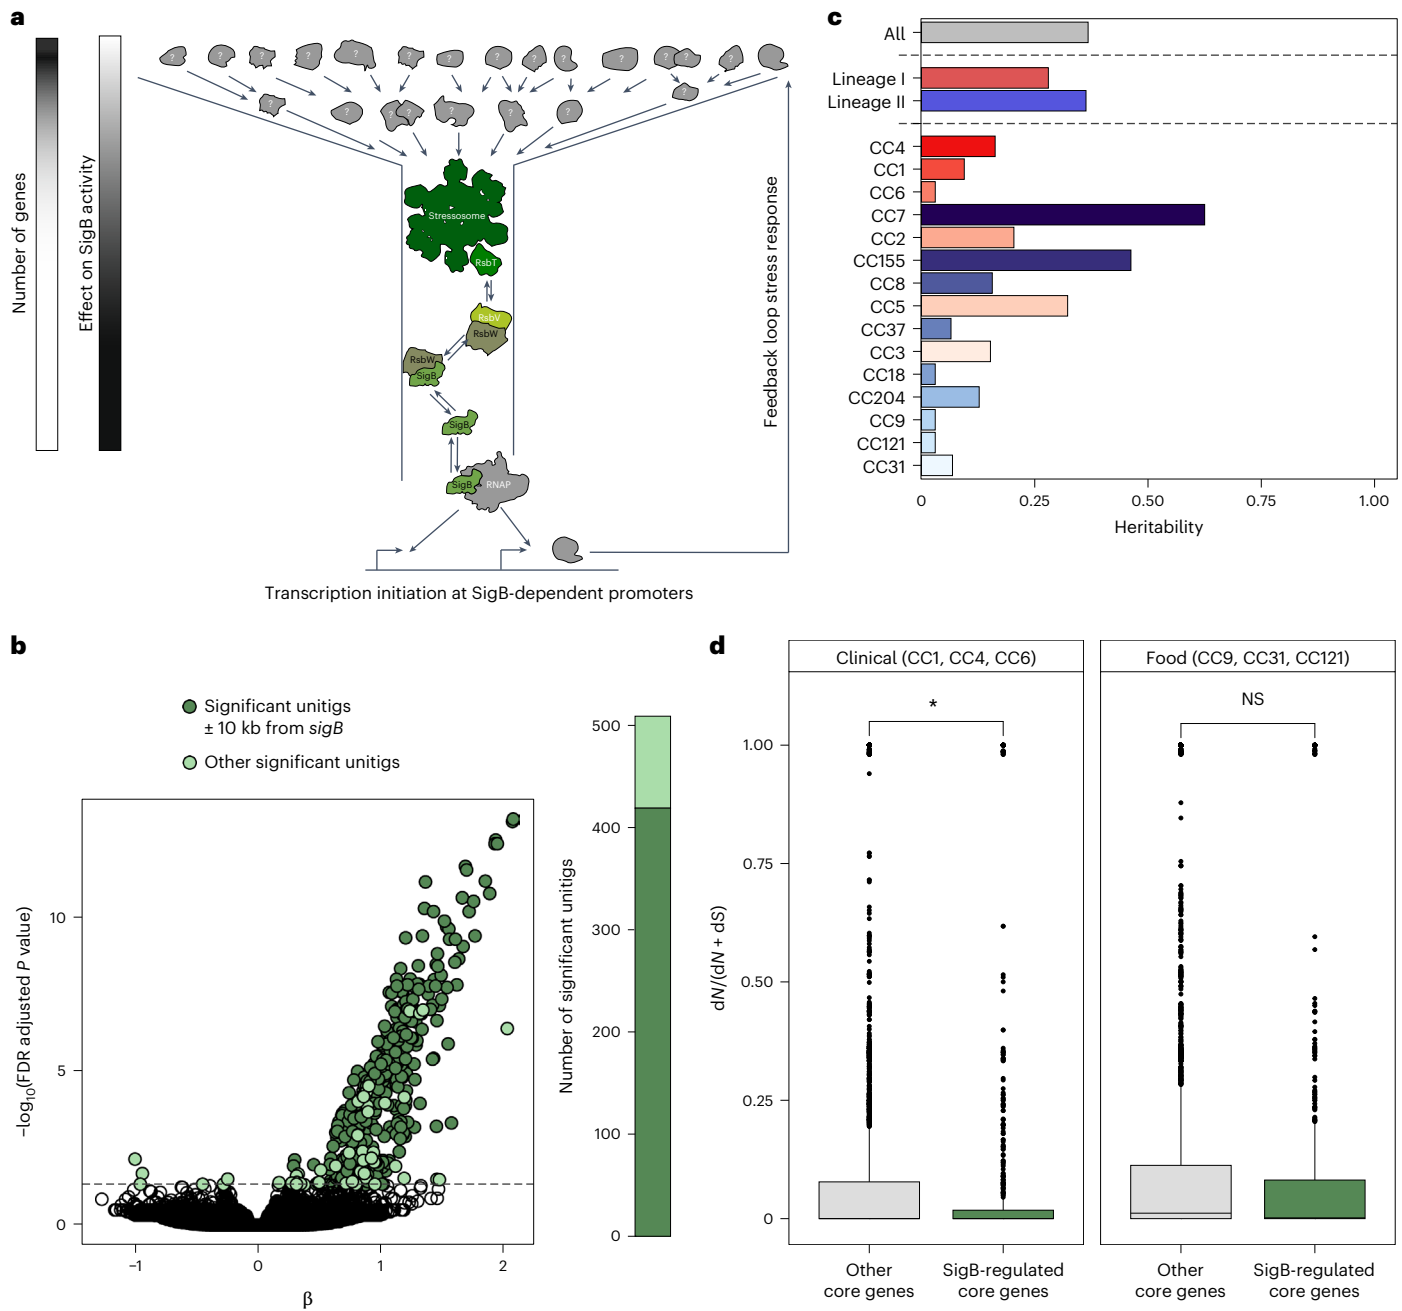 a
Number of genes
Effect on SigB activity
? ? ? ? ? ? ? ? ? ? ? ? ? ?
? ? ? ? ? ? ? ?
Stressosome
RsbT
RsbV
RsbW
RsbW
SigB
SigB
SigB
RNAP
Feedback loop stress response
Transcription initiation at SigB-dependent promoters
c
All
Lineage I
Lineage II
CC4
CC1
CC6
CC7
CC2
CC155
CC8
CC5
CC37
CC3
CC18
CC204
CC9
CC121
CC31
0 0.25 0.50 0.75 1.00
Heritability
b
Significant unitigs
± 10 kb from sigB
Other significant unitigs
−log10(FDR adjusted P value)
10
5
0
−1 0 1 2
β
Number of significant unitigs
500
400
300
200
100
0
d
Clinical (CC1, CC4, CC6)
Food (CC9, CC31, CC121)
*
NS
dN/(dN + dS)
1.00
0.75
0.50
0.25
0
Other
core genes
SigB-regulated
core genes
Other
core genes
SigB-regulated
core genes